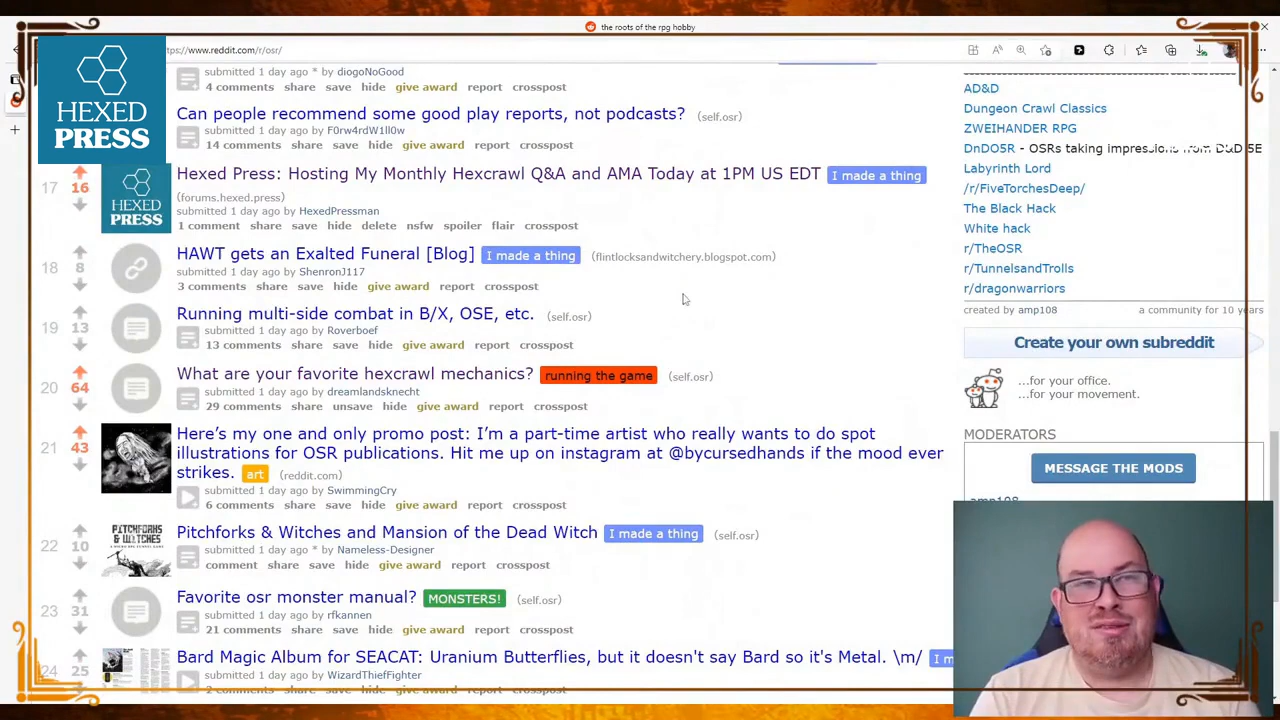 the roots of the rpg hobby
ttps://www.reddit.com/r/osr/
HEXED
PRESS
submitted 1 day ago * by diogoNoGood
4 comments share save hide give award report crosspost
Can people recommend some good play reports, not podcasts? (self.osr)
submitted 1 day ago by F0rw4rdW1ll0w
14 comments share save hide give award report crosspost
17 16 HEXED PRESS Hexed Press: Hosting My Monthly Hexcrawl Q&A and AMA Today at 1PM US EDT I made a thing
(forums.hexed.press)
submitted 1 day ago by HexedPressman
1 comment share save hide delete nsfw spoiler flair crosspost
18 8 HAWT gets an Exalted Funeral [Blog] I made a thing (flintlocksandwitchery.blogspot.com)
submitted 1 day ago by ShenronJ117
3 comments share save hide give award report crosspost
19 13 Running multi-side combat in B/X, OSE, etc. (self.osr)
submitted 1 day ago by Roverboef
13 comments share save hide give award report crosspost
20 64 What are your favorite hexcrawl mechanics? running the game (self.osr)
submitted 1 day ago by dreamlandsknecht
29 comments share unsave hide give award report crosspost
21 43 Here's my one and only promo post: I'm a part-time artist who really wants to do spot
illustrations for OSR publications. Hit me up on instagram at @bycursedhands if the mood ever
strikes. art (reddit.com)
submitted 1 day ago by SwimmingCry
6 comments share save hide give award report crosspost
22 10 PITCHFORKS & WITCHES Pitchforks & Witches and Mansion of the Dead Witch I made a thing (self.osr)
submitted 1 day ago * by Nameless-Designer
comment share save hide give award report crosspost
23 31 Favorite osr monster manual? MONSTERS! (self.osr)
submitted 1 day ago by rfkannen
21 comments share save hide give award report crosspost
24 25 Bard Magic Album for SEACAT: Uranium Butterflies, but it doesn't say Bard so it's Metal. \m/ I m
submitted 1 day ago by WizardThiefFighter
2 comments share save hide give award report crosspost
AD&D
Dungeon Crawl Classics
ZWEIHANDER RPG
DnDO5R - OSRs taking impressions from D&D 5E
Labyrinth Lord
/r/FiveTorchesDeep/
The Black Hack
White hack
r/TheOSR
r/TunnelsandTrolls
r/dragonwarriors
created by amp108 a community for 10 years
Create your own subreddit
...for your office.
...for your movement.
MODERATORS
MESSAGE THE MODS
amp108